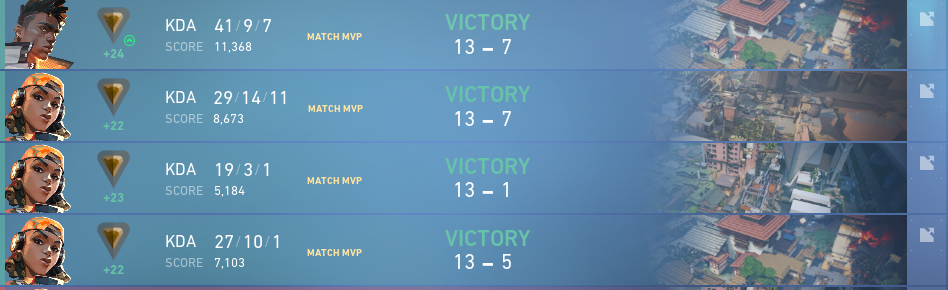 KDA 41/9/7 VICTORY
SCORE 11,368 MATCH MVP 13 – 7
+24
KDA 29/14/11 VICTORY
SCORE 8,673 MATCH MVP 13 – 7
+22
KDA 19/3/1 VICTORY
SCORE 5,184 MATCH MVP 13 – 1
+23
KDA 27/10/1 VICTORY
SCORE 7,103 MATCH MVP 13 – 5
+22